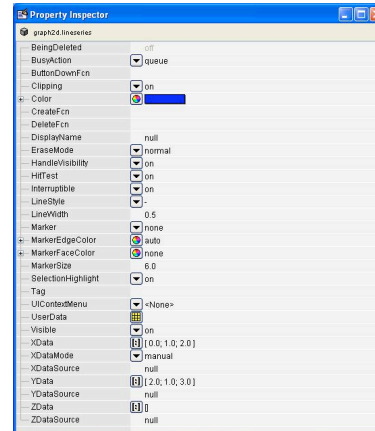 Property Inspector
graph2d.lineseries
BeingDeleted off
BusyAction queue
ButtonDownFcn
Clipping on
Color
CreateFcn
DeleteFcn
DisplayName null
EraseMode normal
HandleVisibility on
HitTest on
Interruptible on
LineStyle -
LineWidth 0.5
Marker none
MarkerEdgeColor auto
MarkerFaceColor none
MarkerSize 6.0
SelectionHighlight on
Tag
UIContextMenu <None>
UserData
Visible on
XData [ 0.0; 1.0; 2.0 ]
XDataMode manual
XDataSource null
YData [ 2.0; 1.0; 3.0 ]
YDataSource null
ZData []
ZDataSource null